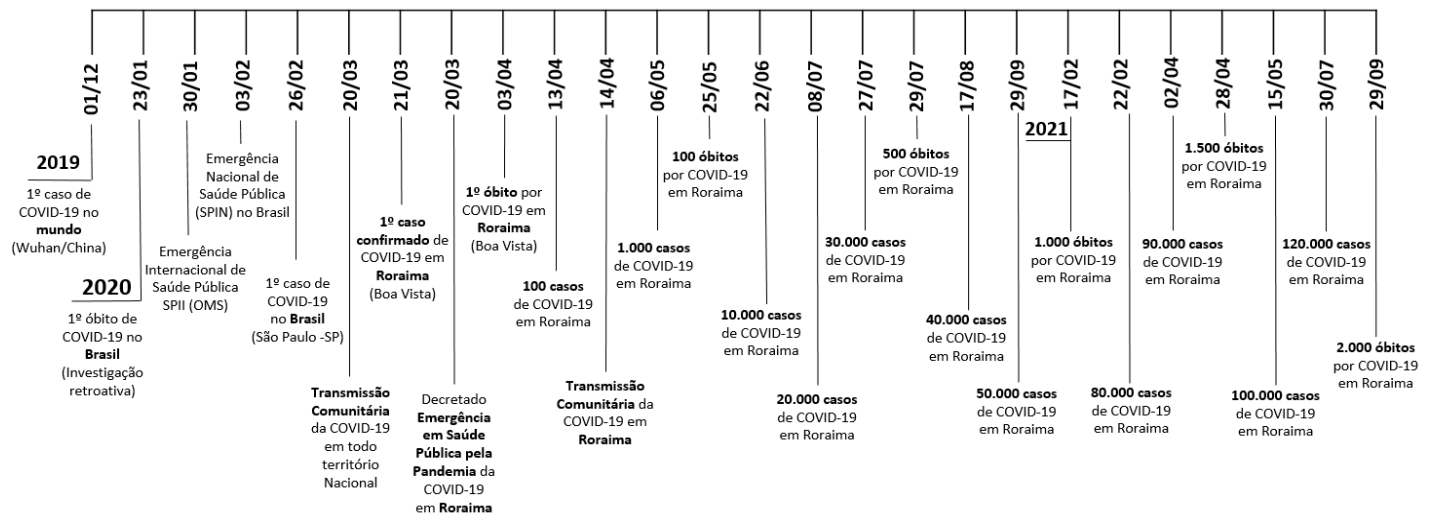 01/12
23/01
30/01
03/02
26/02
20/03
21/03
20/03
03/04
13/04
14/04
06/05
25/05
22/06
08/07
27/07
29/07
17/08
29/09
17/02
22/02
02/04
28/04
15/05
30/07
29/09
2019
1º caso de
COVID-19 no
mundo
(Wuhan/China)
2020
1º óbito de
COVID-19 no
Brasil
(Investigação
retroativa)
Emergência
Internacional de
Saúde Pública
SPII (OMS)
Emergência
Nacional de
Saúde Pública
(SPIN) no Brasil
1º caso de
COVID-19
no Brasil
(São Paulo -SP)
Transmissão
Comunitária
da COVID-19
em todo
território
Nacional
1º caso
confirmado de
COVID-19 em
Roraima
(Boa Vista)
Decretado
Emergência
em Saúde
Pública pela
Pandemia da
COVID-19
em Roraima
1º óbito por
COVID-19 em
Roraima
(Boa Vista)
100 casos
de COVID-19
em Roraima
Transmissão
Comunitária da
COVID-19 em
Roraima
1.000 casos
de COVID-19
em Roraima
100 óbitos
por COVID-19
em Roraima
10.000 casos
de COVID-19
em Roraima
20.000 casos
de COVID-19
em Roraima
30.000 casos
de COVID-19
em Roraima
500 óbitos
por COVID-19
em Roraima
40.000 casos
de COVID-19
em Roraima
50.000 casos
de COVID-19
em Roraima
2021
1.000 óbitos
por COVID-19
em Roraima
80.000 casos
de COVID-19
em Roraima
90.000 casos
de COVID-19
em Roraima
1.500 óbitos
por COVID-19
em Roraima
100.000 casos
de COVID-19
em Roraima
120.000 casos
de COVID-19
em Roraima
2.000 óbitos
por COVID-19
em Roraima